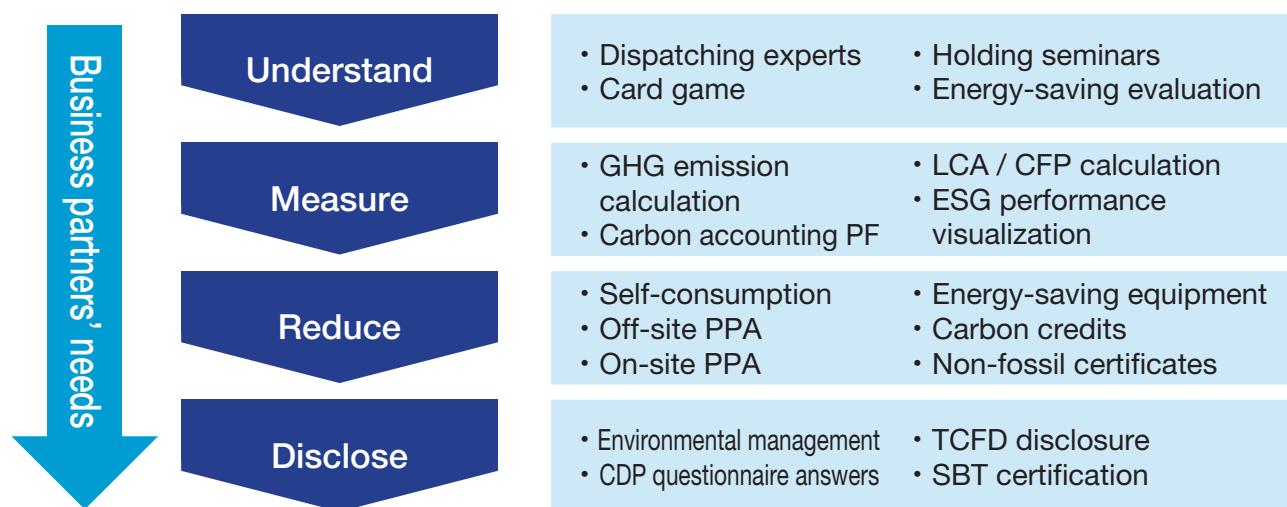 Business partners’ needs
Understand
・Dispatching experts
・Card game
・Holding seminars
・Energy-saving evaluation
Measure
・GHG emission
calculation
・Carbon accounting PF
・LCA / CFP calculation
・ESG performance
visualization
Reduce
・Self-consumption
・Off-site PPA
・On-site PPA
・Energy-saving equipment
・Carbon credits
・Non-fossil certificates
Disclose
・Environmental management
・CDP questionnaire answers
・TCFD disclosure
・SBT certification